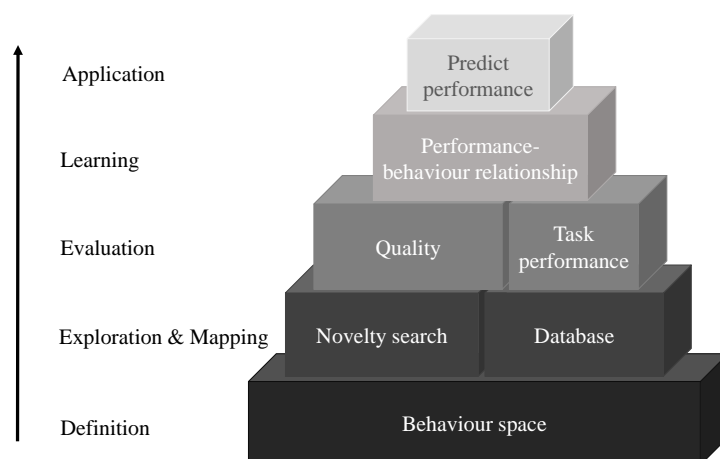 Application
Predict
performance
Learning
Performance-
behaviour relationship
Evaluation
Quality
Task
performance
Exploration & Mapping
Novelty search
Database
Definition
Behaviour space